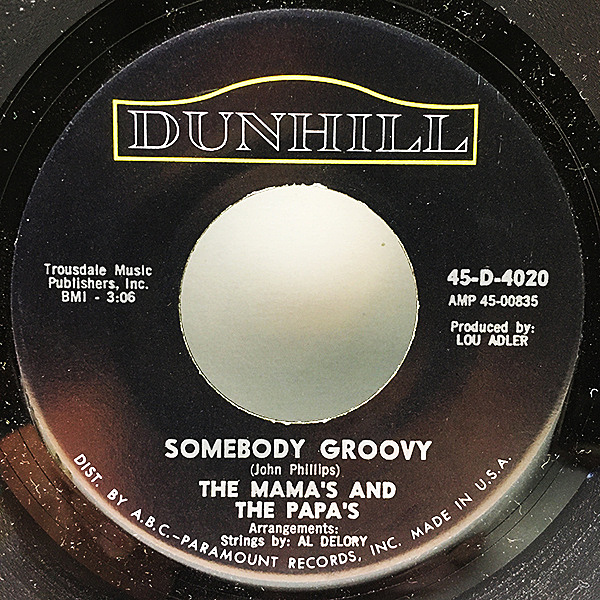 DUNHILL
Trousdale Music
Publishers, Inc.
BMI - 3:06
45-D-4020
AMP 45-00835
Produced by:
LOU ADLER
SOMEBODY GROOVY
(John Phillips)
THE MAMA'S AND
THE PAPA'S
Arrangements:
Strings by: AL DELORY
DIST. BY A.B.C.-PARAMOUNT RECORDS, INC. MADE IN U.S.A.